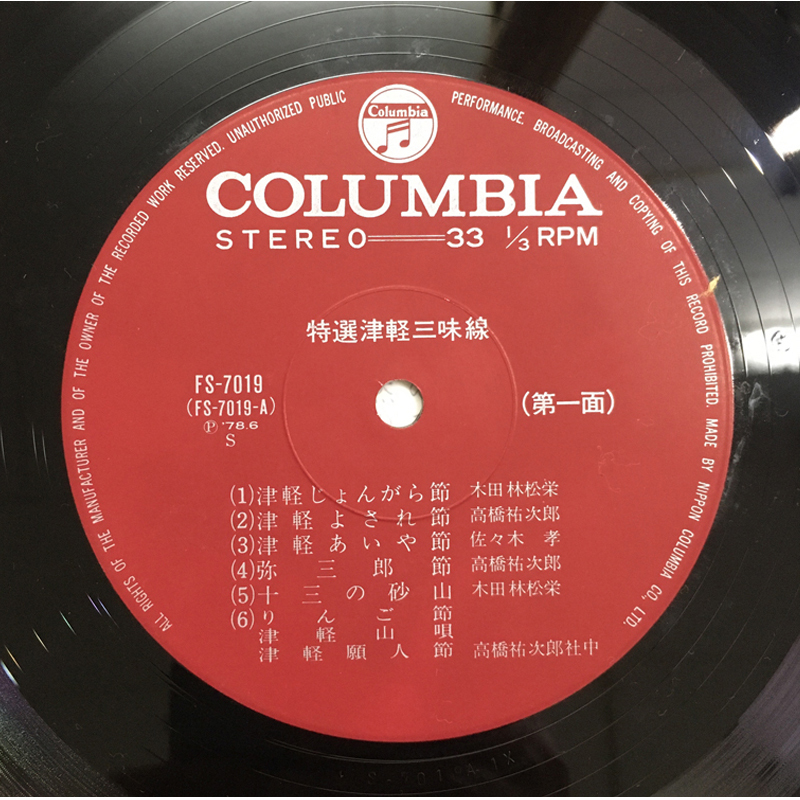 ALL RIGHTS OF THE MANUFACTURER AND OF THE OWNER OF THE RECORDED WORK RESERVED. UNAUTHORIZED PUBLIC PERFORMANCE. BROADCASTING AND COPYING OF THIS RECORD PROHIBITED. MADE BY NIPPON COLUMBIA CO., LTD.
Columbia
COLUMBIA
STEREO 33 1/3 RPM
特選津軽三味線
FS-7019
(FS-7019-A)
Ⓟ '78.6
S
(第一面)
(1)津軽じょんがら節 木田林松栄
(2)津軽よされ節 高橋祐次郎
(3)津軽あいや節 佐々木 孝
(4)弥三郎節 高橋祐次郎
(5)十三の砂山 木田林松栄
(6)りんご節
津軽山唄
津軽願人節 高橋祐次郎社中